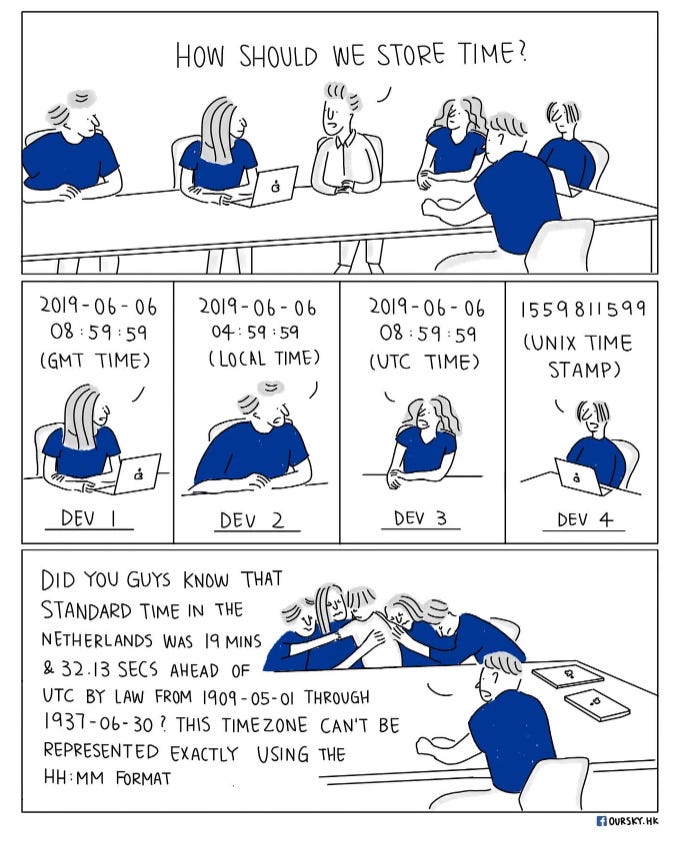 HOW SHOULD WE STORE TIME?
2019-06-06
08:59:59
(GMT TIME)
DEV 1
2019-06-06
04:59:59
(LOCAL TIME)
DEV 2
2019-06-06
08:59:59
(UTC TIME)
DEV 3
1559811599
(UNIX TIME
STAMP)
DEV 4
DID YOU GUYS KNOW THAT
STANDARD TIME IN THE
NETHERLANDS WAS 19 MINS
& 32.13 SECS AHEAD OF
UTC BY LAW FROM 1909-05-01 THROUGH
1937-06-30? THIS TIMEZONE CAN'T BE
REPRESENTED EXACTLY USING THE
HH:MM FORMAT
OURSKY.HK